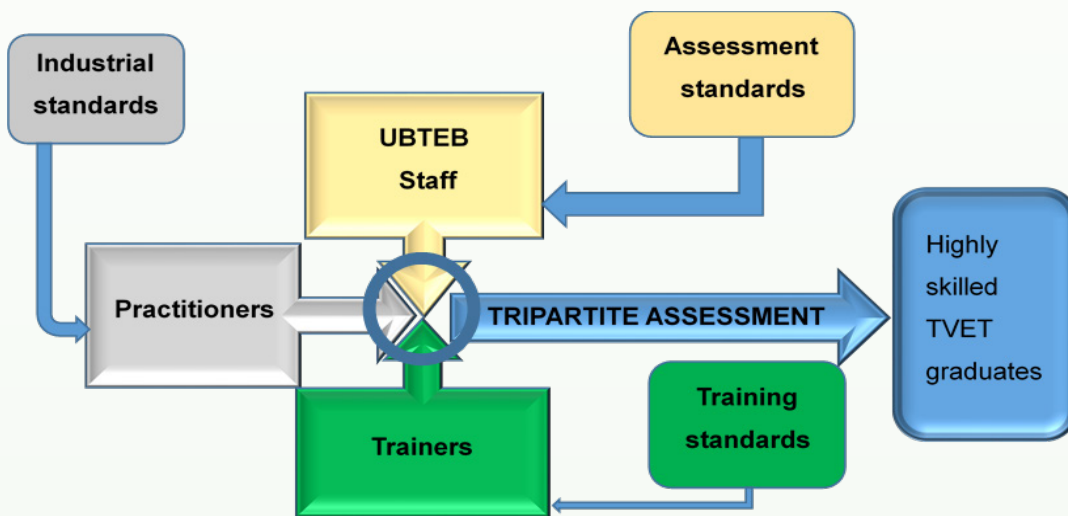 Industrial
standards
Assessment
standards
UBTEB
Staff
Practitioners
TRIPARTITE ASSESSMENT
Highly
skilled
TVET
graduates
Trainers
Training
standards